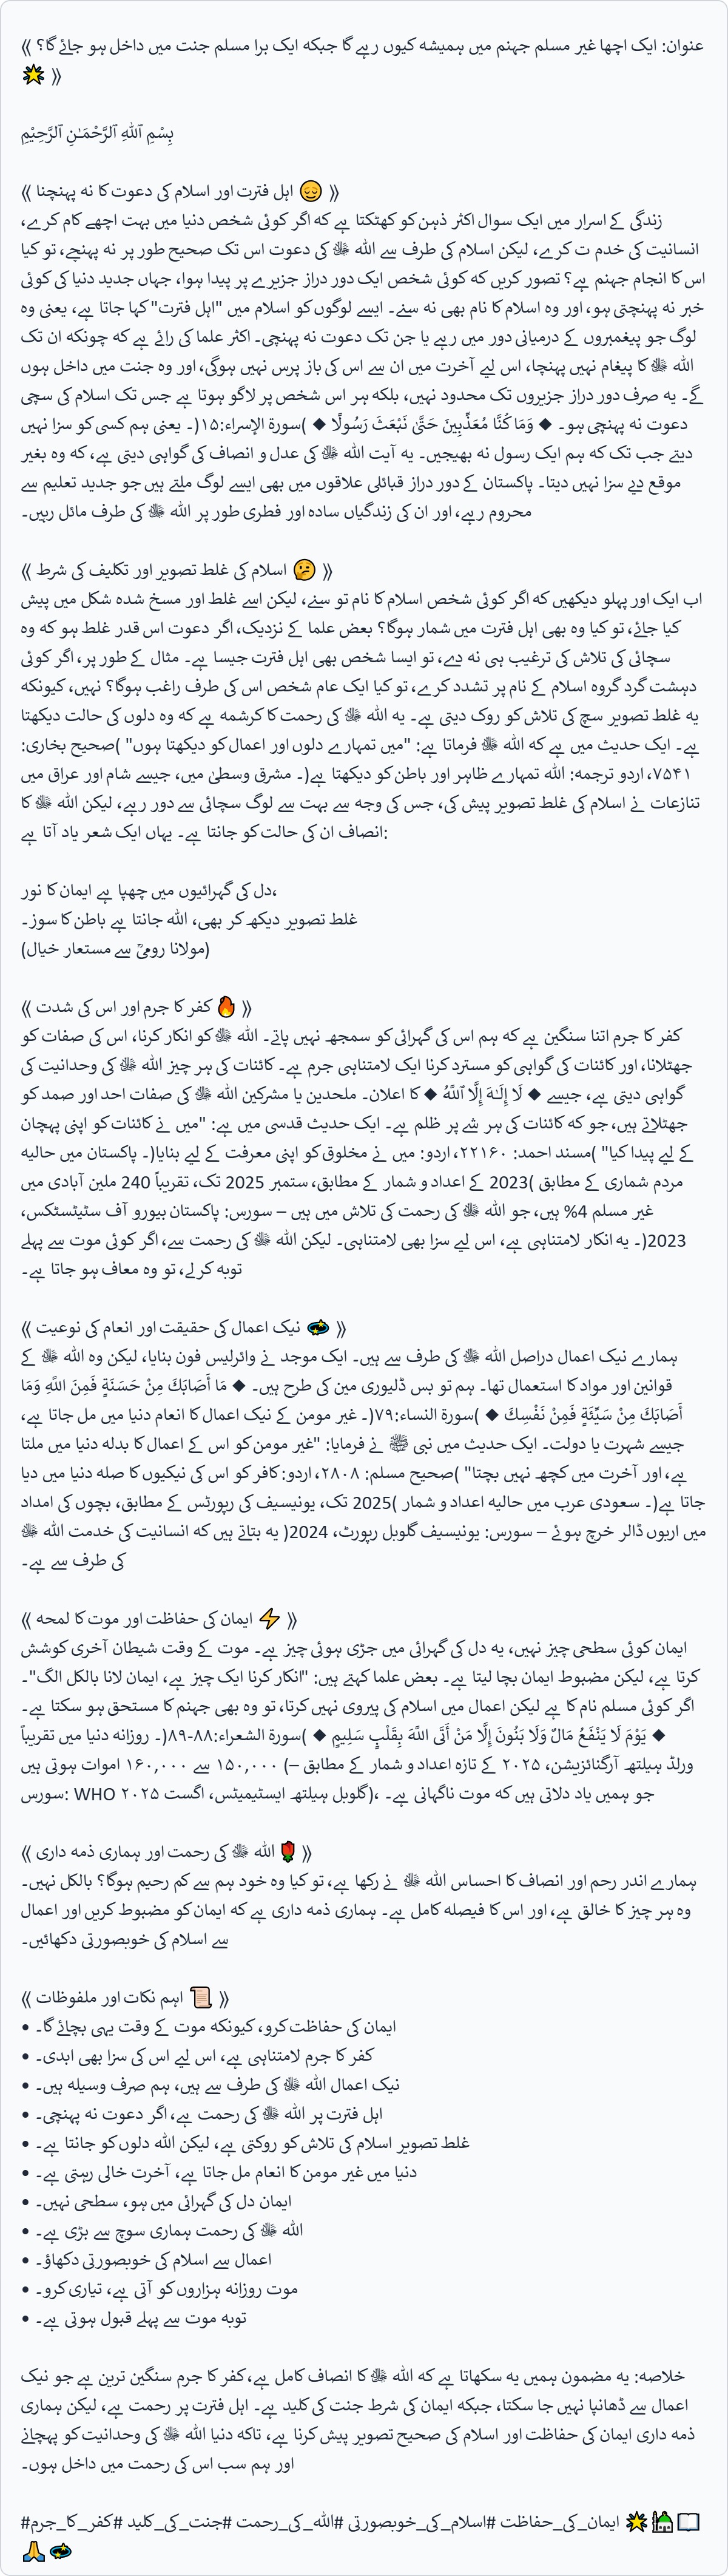 ⟪ عنوان: ایک اچھا غیر مسلم جہنم میں ہمیشہ کیوں رہے گا جبکہ ایک برا مسلم جنت میں داخل ہو جائے گا؟
🌟 ⟫
بِسْمِ ٱللهِ ٱلرَّحْمَـٰنِ ٱلرَّحِيْمِ
⟪ اہل فترت اور اسلام کی دعوت کا نہ پہنچنا 😌 ⟫
زندگی کے اسرار میں ایک سوال اکثر ذہن کو کھٹکتا ہے کہ اگر کوئی شخص دنیا میں بہت اچھے کام کرے،
انسانیت کی خدم ت کرے، لیکن اسلام کی طرف سے اللہ ﷻ کی دعوت اس تک صحیح طور پر نہ پہنچے، تو کیا
اس کا انجام جہنم ہے؟ تصور کریں کہ کوئی شخص ایک دور دراز جزیرے پر پیدا ہوا، جہاں جدید دنیا کی کوئی
خبر نہ پہنچتی ہو، اور وہ اسلام کا نام بھی نہ سنے۔ ایسے لوگوں کو اسلام میں "اہل فترت" کہا جاتا ہے، یعنی وہ
لوگ جو پیغمبروں کے درمیانی دور میں رہے یا جن تک دعوت نہ پہنچی۔ اکثر علما کی رائے ہے کہ چونکہ ان تک
اللہ ﷻ کا پیغام نہیں پہنچا، اس لیے آخرت میں ان سے اس کی باز پرس نہیں ہوگی، اور وہ جنت میں داخل ہوں
گے۔ یہ صرف دور دراز جزیروں تک محدود نہیں، بلکہ ہر اس شخص پر لاگو ہوتا ہے جس تک اسلام کی سچی
دعوت نہ پہنچی ہو۔ ◆ وَمَا كُنَّا مُعَذِّبِينَ حَتَّىٰ نَبْعَثَ رَسُولًا ◆ )سورة الإسراء:۱۵(۔ یعنی ہم کسی کو سزا نہیں
دیتے جب تک کہ ہم ایک رسول نہ بھیجیں۔ یہ آیت اللہ ﷻ کی عدل و انصاف کی گواہی دیتی ہے، کہ وہ بغیر
موقع دیے سزا نہیں دیتا۔ پاکستان کے دور دراز قبائلی علاقوں میں بھی ایسے لوگ ملتے ہیں جو جدید تعلیم سے
محروم رہے، اور ان کی زندگیاں سادہ اور فطری طور پر اللہ ﷻ کی طرف مائل رہیں۔
⟪ اسلام کی غلط تصویر اور تکلیف کی شرط 🤔 ⟫
اب ایک اور پہلو دیکھیں کہ اگر کوئی شخص اسلام کا نام تو سنے، لیکن اسے غلط اور مسخ شدہ شکل میں پیش
کیا جائے، تو کیا وہ بھی اہل فترت میں شمار ہوگا؟ بعض علما کے نزدیک، اگر دعوت اس قدر غلط ہو کہ وہ
سچائی کی تلاش کی ترغیب ہی نہ دے، تو ایسا شخص بھی اہل فترت جیسا ہے۔ مثال کے طور پر، اگر کوئی
دہشت گرد گروہ اسلام کے نام پر تشدد کرے، تو کیا ایک عام شخص اس کی طرف راغب ہوگا؟ نہیں، کیونکہ
یہ غلط تصویر سچ کی تلاش کو روک دیتی ہے۔ یہ اللہ ﷻ کی رحمت کا کرشمہ ہے کہ وہ دلوں کی حالت دیکھتا
ہے۔ ایک حدیث میں ہے کہ اللہ ﷻ فرماتا ہے: "میں تمہارے دلوں اور اعمال کو دیکھتا ہوں" )صحیح بخاری:
۷۵۴۱، اردو ترجمہ: اللہ تمہارے ظاہر اور باطن کو دیکھتا ہے(۔ مشرق وسطیٰ میں، جیسے شام اور عراق میں
تنازعات نے اسلام کی غلط تصویر پیش کی، جس کی وجہ سے بہت سے لوگ سچائی سے دور رہے، لیکن اللہ ﷻ کا
انصاف ان کی حالت کو جانتا ہے۔ یہاں ایک شعر یاد آتا ہے:
دل کی گہرائیوں میں چھپا ہے ایمان کا نور،
غلط تصویر دیکھ کر بھی، اللہ جانتا ہے باطن کا سوز۔
(مولانا رومیؒ سے مستعار خیال)
⟪ کفر کا جرم اور اس کی شدت 🔥 ⟫
کفر کا جرم اتنا سنگین ہے کہ ہم اس کی گہرائی کو سمجھ نہیں پاتے۔ اللہ ﷻ کو انکار کرنا، اس کی صفات کو
جھٹلانا، اور کائنات کی گواہی کو مسترد کرنا ایک لامتناہی جرم ہے۔ کائنات کی ہر چیز اللہ ﷻ کی وحدانیت کی
گواہی دیتی ہے، جیسے ◆ لَا إِلَـٰهَ إِلَّا ٱللَّهُ ◆ کا اعلان۔ ملحدین یا مشرکین اللہ ﷻ کی صفات احد اور صمد کو
جھٹلاتے ہیں، جو کہ کائنات کی ہر شے پر ظلم ہے۔ ایک حدیث قدسی میں ہے: "میں نے کائنات کو اپنی پہچان
کے لیے پیدا کیا" )مسند احمد: ۲۲۱۶۰، اردو: میں نے مخلوق کو اپنی معرفت کے لیے بنایا(۔ پاکستان میں حالیہ
مردم شماری کے مطابق )2023 کے اعداد و شمار کے مطابق، ستمبر 2025 تک، تقریباً 240 ملین آبادی میں
غیر مسلم 4% ہیں، جو اللہ ﷻ کی رحمت کی تلاش میں ہیں – سورس: پاکستان بیورو آف سٹیٹسٹکس،
2023(۔ یہ انکار لامتناہی ہے، اس لیے سزا بھی لامتناہی۔ لیکن اللہ ﷻ کی رحمت سے، اگر کوئی موت سے پہلے
توبہ کر لے، تو وہ معاف ہو جاتا ہے۔
⟪ نیک اعمال کی حقیقت اور انعام کی نوعیت 💫 ⟫
ہمارے نیک اعمال دراصل اللہ ﷻ کی طرف سے ہیں۔ ایک موجد نے وائرلیس فون بنایا، لیکن وہ اللہ ﷻ کے
قوانین اور مواد کا استعمال تھا۔ ہم تو بس ڈلیوری مین کی طرح ہیں۔ ◆ مَا أَصَابَكَ مِنْ حَسَنَةٍ فَمِنَ اللَّهِ وَمَا
أَصَابَكَ مِنْ سَيِّئَةٍ فَمِنْ نَفْسِكَ ◆ )سورة النساء:۷۹(۔ غیر مومن کے نیک اعمال کا انعام دنیا میں مل جاتا ہے،
جیسے شہرت یا دولت۔ ایک حدیث میں نبی ﷺ نے فرمایا: "غیر مومن کو اس کے اعمال کا بدلہ دنیا میں ملتا
ہے، اور آخرت میں کچھ نہیں بچتا" )صحیح مسلم: ۲۸۰۸، اردو: کافر کو اس کی نیکیوں کا صلہ دنیا میں دیا
جاتا ہے(۔ سعودی عرب میں حالیہ اعداد و شمار )2025 تک، یونیسیف کی رپورٹس کے مطابق، بچوں کی امداد
میں اربوں ڈالر خرچ ہوئے – سورس: یونیسیف گلوبل رپورٹ، 2024( یہ بتاتے ہیں کہ انسانیت کی خدمت اللہ ﷻ
کی طرف سے ہے۔
⟪ ایمان کی حفاظت اور موت کا لمحہ ⚡ ⟫
ایمان کوئی سطحی چیز نہیں، یہ دل کی گہرائی میں جڑی ہوئی چیز ہے۔ موت کے وقت شیطان آخری کوشش
کرتا ہے، لیکن مضبوط ایمان بچا لیتا ہے۔ بعض علما کہتے ہیں: "انکار کرنا ایک چیز ہے، ایمان لانا بالکل الگ"۔
اگر کوئی مسلم نام کا ہے لیکن اعمال میں اسلام کی پیروی نہیں کرتا، تو وہ بھی جہنم کا مستحق ہو سکتا ہے۔
◆ يَوْمَ لَا يَنْفَعُ مَالٌ وَلَا بَنُونَ إِلَّا مَنْ أَتَى اللَّهَ بِقَلْبٍ سَلِيمٍ ◆ )سورة الشعراء:۸۸-۸۹(۔ روزانہ دنیا میں تقریباً
۱۵۰,۰۰۰ سے ۱۶۰,۰۰۰ اموات ہوتی ہیں (– ورلڈ ہیلتھ آرگنائزیشن، ۲۰۲۵ کے تازہ اعداد و شمار کے مطابق
سورس: WHO گلوبل ہیلتھ ایسٹیمیٹس، اگست ۲۰۲۵)، جو ہمیں یاد دلاتی ہیں کہ موت ناگہانی ہے۔
⟪ اللہ ﷻ کی رحمت اور ہماری ذمہ داری 🌹 ⟫
ہمارے اندر رحم اور انصاف کا احساس اللہ ﷻ نے رکھا ہے، تو کیا وہ خود ہم سے کم رحیم ہوگا؟ بالکل نہیں۔
وہ ہر چیز کا خالق ہے، اور اس کا فیصلہ کامل ہے۔ ہماری ذمہ داری ہے کہ ایمان کو مضبوط کریں اور اعمال
سے اسلام کی خوبصورتی دکھائیں۔
⟪ اہم نکات اور ملفوظات 📜 ⟫
• ایمان کی حفاظت کرو، کیونکہ موت کے وقت یہی بچائے گا۔
• کفر کا جرم لامتناہی ہے، اس لیے اس کی سزا بھی ابدی۔
• نیک اعمال اللہ ﷻ کی طرف سے ہیں، ہم صرف وسیلہ ہیں۔
• اہل فترت پر اللہ ﷻ کی رحمت ہے، اگر دعوت نہ پہنچی۔
• غلط تصویر اسلام کی تلاش کو روکتی ہے، لیکن اللہ دلوں کو جانتا ہے۔
• دنیا میں غیر مومن کا انعام مل جاتا ہے، آخرت خالی رہتی ہے۔
• ایمان دل کی گہرائی میں ہو، سطحی نہیں۔
• اللہ ﷻ کی رحمت ہماری سوچ سے بڑی ہے۔
• اعمال سے اسلام کی خوبصورتی دکھاؤ۔
• موت روزانہ ہزاروں کو آتی ہے، تیاری کرو۔
• توبہ موت سے پہلے قبول ہوتی ہے۔
خلاصہ: یہ مضمون ہمیں یہ سکھاتا ہے کہ اللہ ﷻ کا انصاف کامل ہے، کفر کا جرم سنگین ترین ہے جو نیک
اعمال سے ڈھانپا نہیں جا سکتا، جبکہ ایمان کی شرط جنت کی کلید ہے۔ اہل فترت پر رحمت ہے، لیکن ہماری
ذمہ داری ایمان کی حفاظت اور اسلام کی صحیح تصویر پیش کرنا ہے، تاکہ دنیا اللہ ﷻ کی وحدانیت کو پہچانے
اور ہم سب اس کی رحمت میں داخل ہوں۔
📖🕌🌟 #ایمان_کی_حفاظت #اسلام_کی_خوبصورتی #اللہ_کی_رحمت #جنت_کی_کلید #کفر_کا_جرم
💫🙏